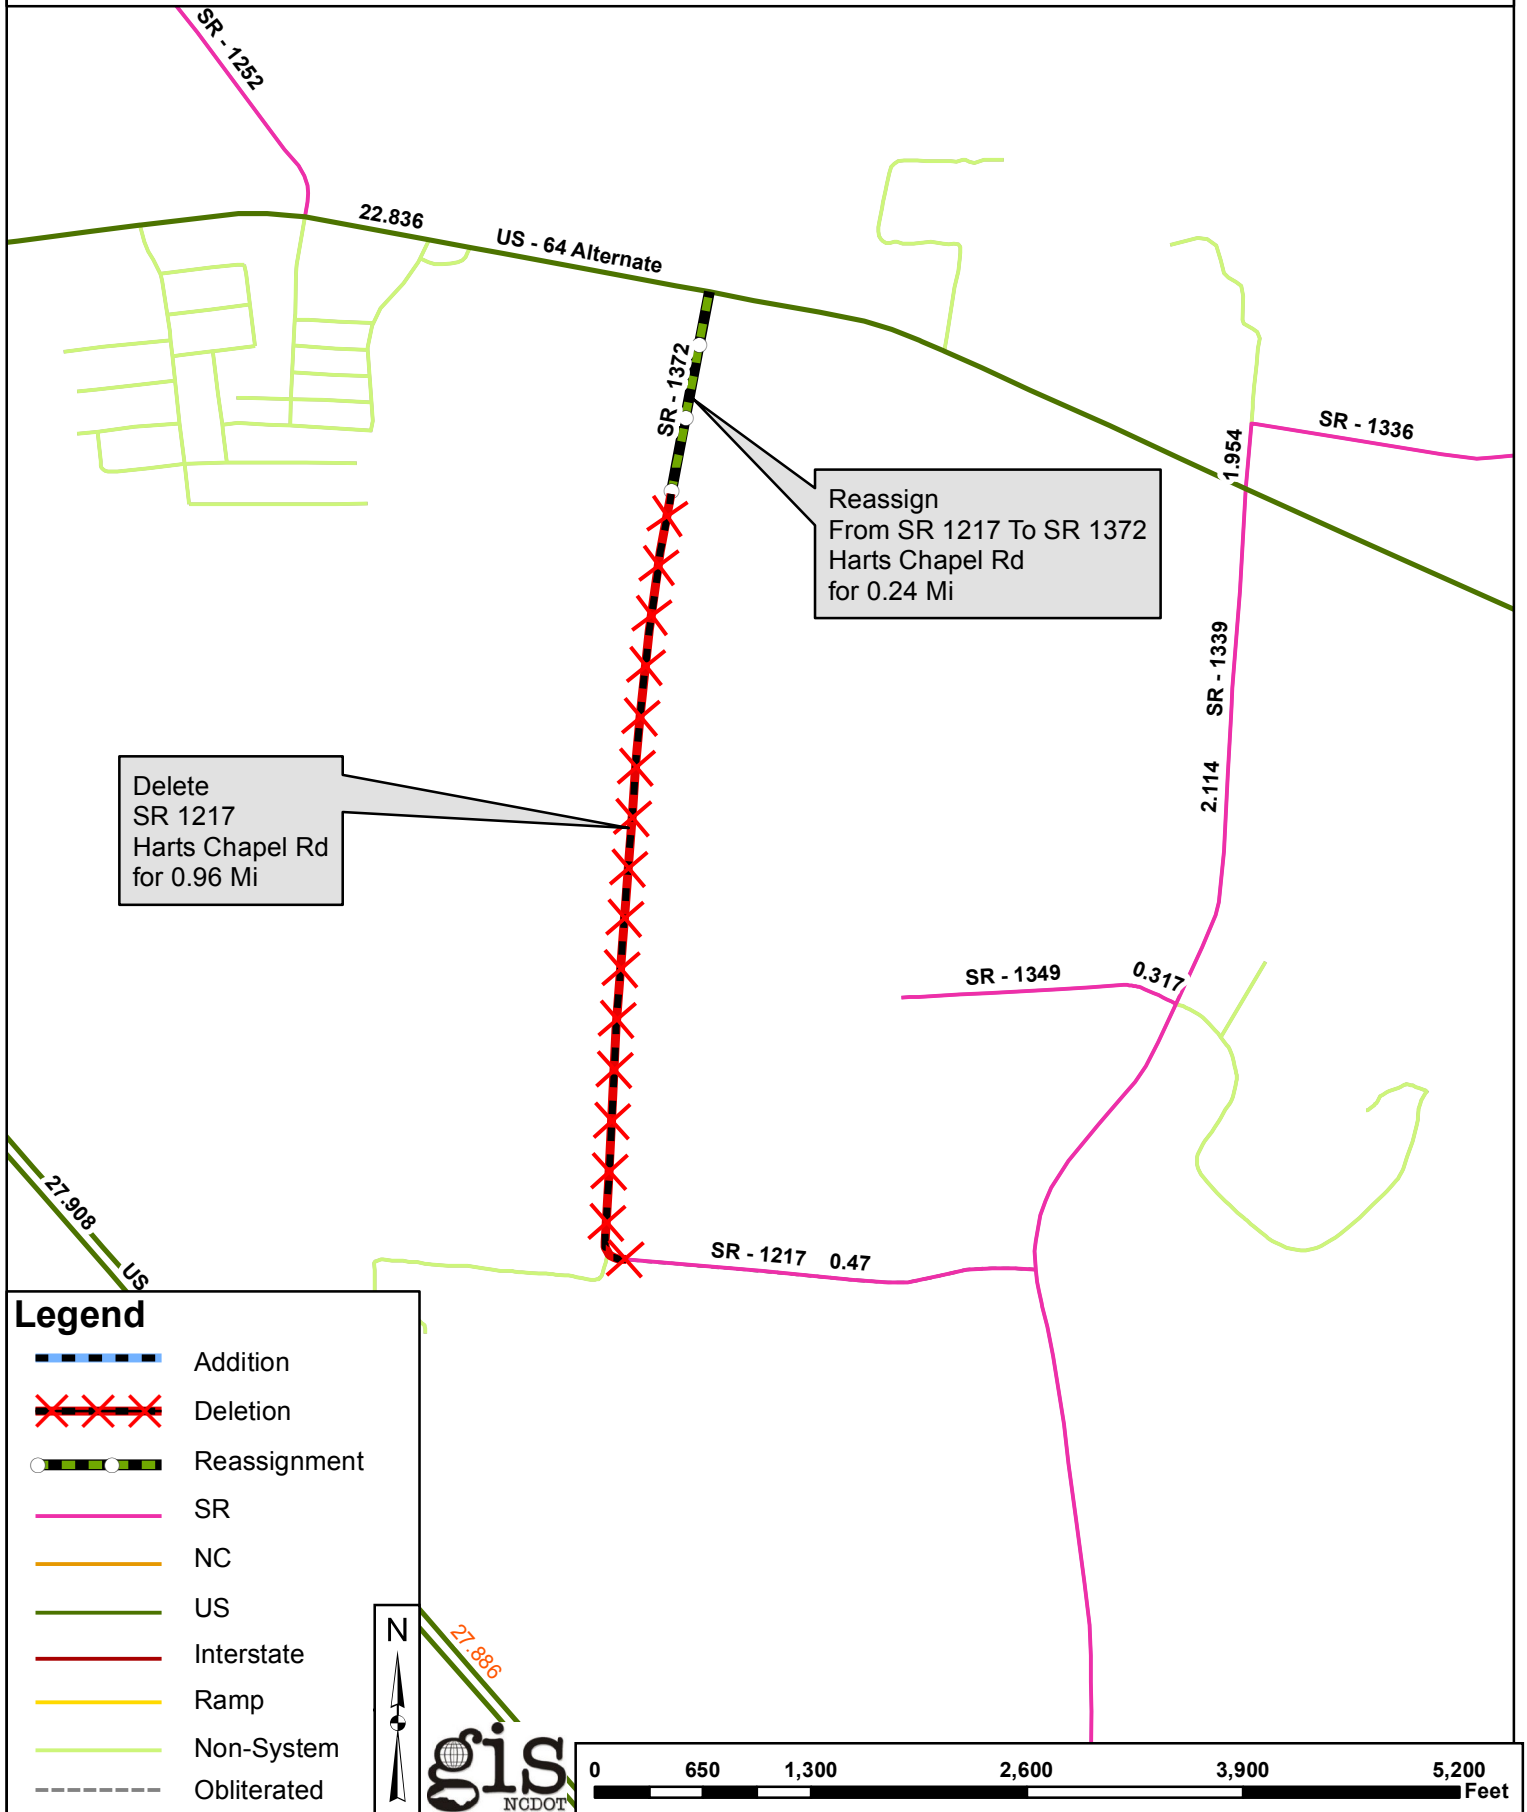 SR - 1252
22.836
US - 64 Alternate
SR - 1372
Reassign
From SR 1217 To SR 1372
Harts Chapel Rd
for 0.24 Mi
1.954
SR - 1336
SR - 1339
2.114
Delete
SR 1217
Harts Chapel Rd
for 0.96 Mi
SR - 1349
0.317
27.908
US
SR - 1217 0.47
Legend
Addition
Deletion
Reassignment
SR
NC
US
Interstate
Ramp
Non-System
Obliterated
N
27.886
gis
NCDOT
0 650 1,300 2,600 3,900 5,200
Feet